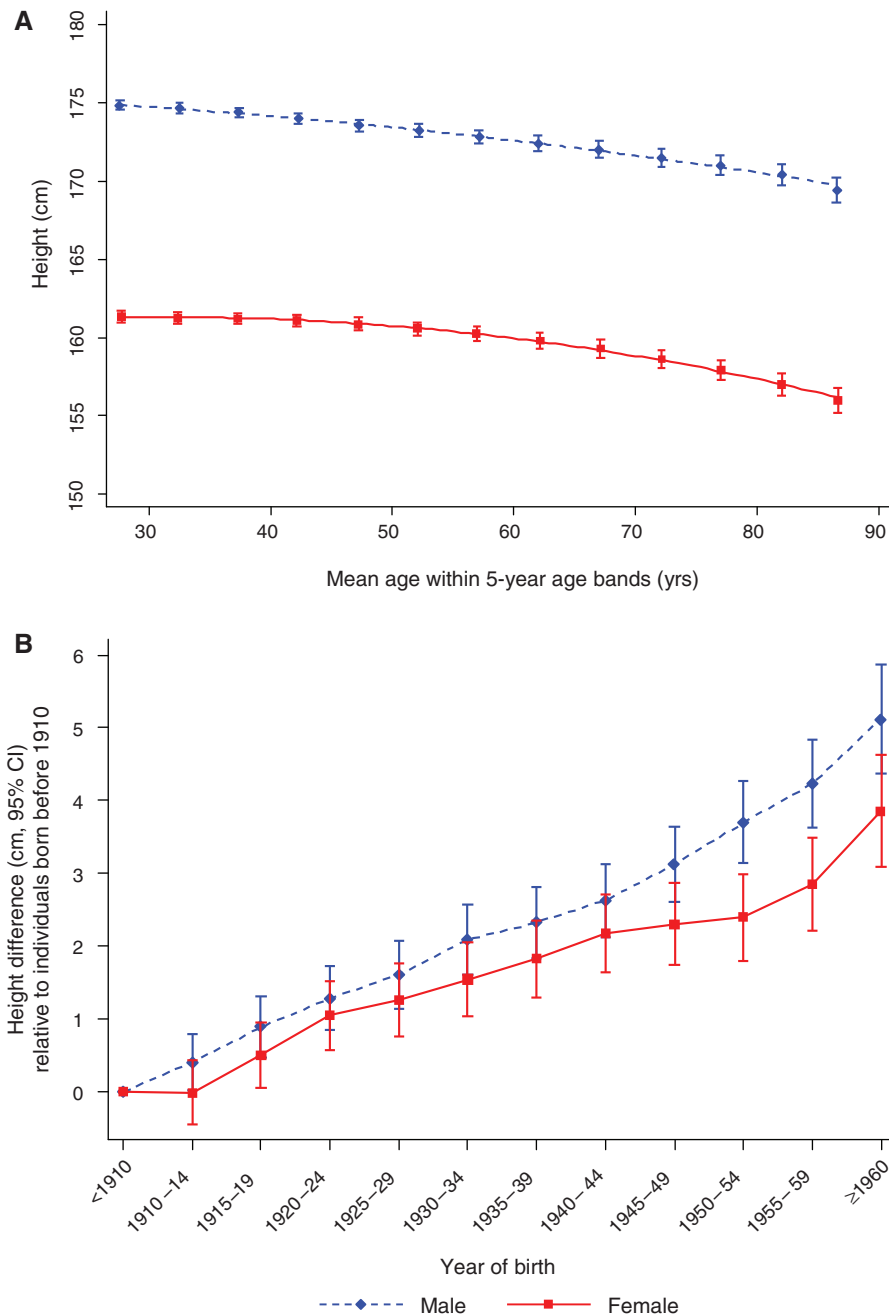 A
180
175
170
165
160
155
150
Height (cm)
30 40 50 60 70 80 90
Mean age within 5-year age bands (yrs)
B
6
5
4
3
2
1
0
Height difference (cm, 95% CI)
relative to individuals born before 1910
<1910
1910–14
1915–19
1920–24
1925–29
1930–34
1935–39
1940–44
1945–49
1950–54
1955–59
≥1960
Year of birth
Male Female